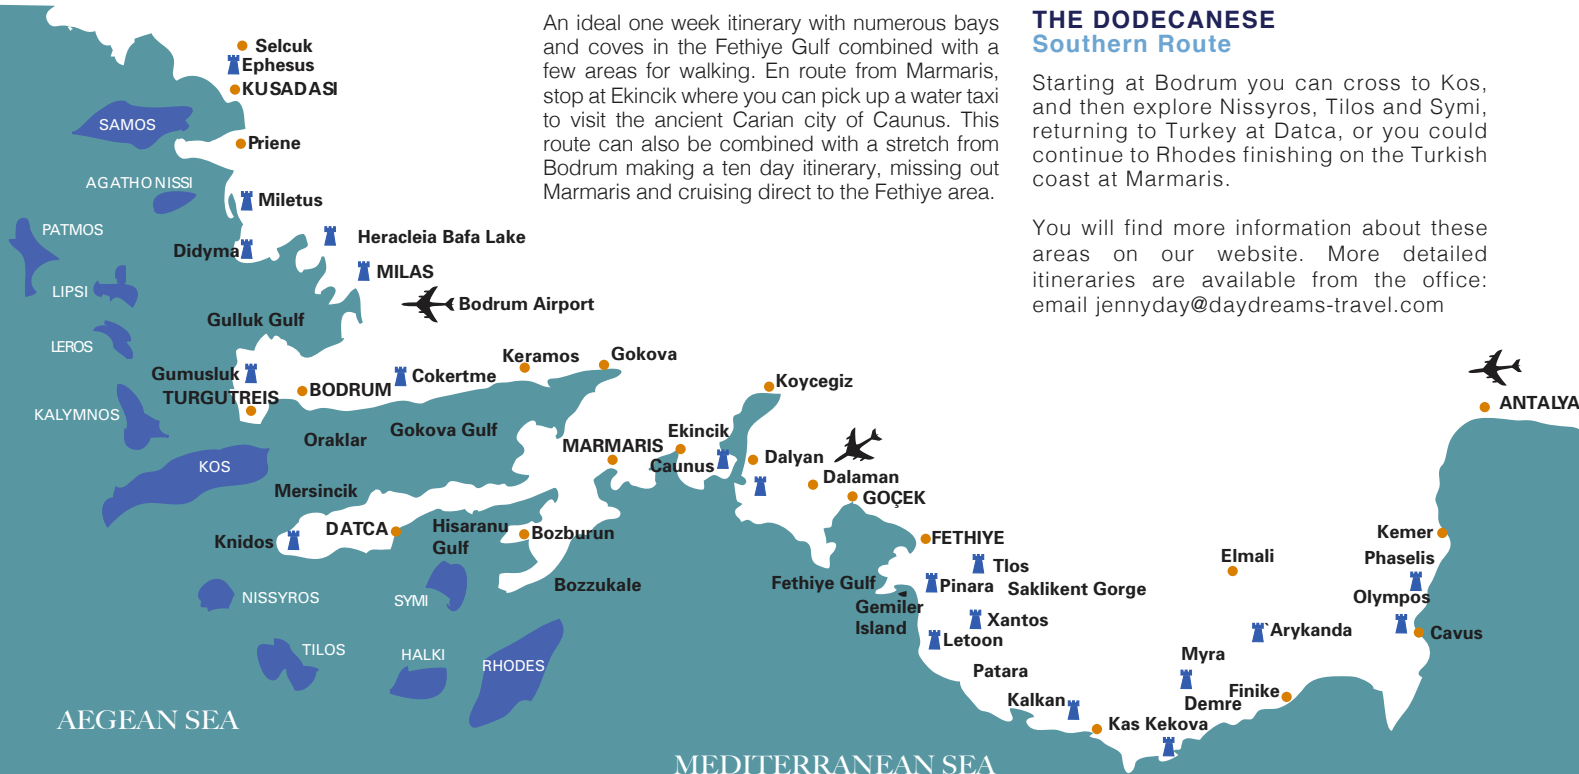 An ideal one week itinerary with numerous bays
and coves in the Fethiye Gulf combined with a
few areas for walking. En route from Marmaris,
stop at Ekincik where you can pick up a water taxi
to visit the ancient Carian city of Caunus. This
route can also be combined with a stretch from
Bodrum making a ten day itinerary, missing out
Marmaris and cruising direct to the Fethiye area.
THE DODECANESE
Southern Route
Starting at Bodrum you can cross to Kos,
and then explore Nissyros, Tilos and Symi,
returning to Turkey at Datca, or you could
continue to Rhodes finishing on the Turkish
coast at Marmaris.
You will find more information about these
areas on our website. More detailed
itineraries are available from the office:
email jennyday@daydreams-travel.com
Selcuk
Ephesus
KUSADASI
SAMOS
Priene
AGATHONISSI
Miletus
PATMOS
Heracleia Bafa Lake
Didyma
MILAS
LIPSI
Bodrum Airport
Gulluk Gulf
LEROS
Keramos
Gokova
Gumusluk
Cokertme
Koycegiz
TURGUTREIS
BODRUM
ANTALYA
KALYMNOS
Oraklar
Gokova Gulf
Ekincik
MARMARIS
Caunus
Dalyan
KOS
Dalaman
Mersincik
GOÇEK
DATCA
Hisaranu
Gulf
Bozburun
Knidos
FETHIYE
Kemer
Elmali
Phaselis
Tlos
Fethiye Gulf
Pinara
Saklikent Gorge
Bozzukale
NISSYROS
SYMI
Gemiler
Island
Olympos
Xantos
`Arykanda
Cavus
Letoon
TILOS
HALKI
RHODES
Myra
Patara
Finike
Kalkan
Demre
Kas Kekova
AEGEAN SEA
MEDITERRANEAN SEA